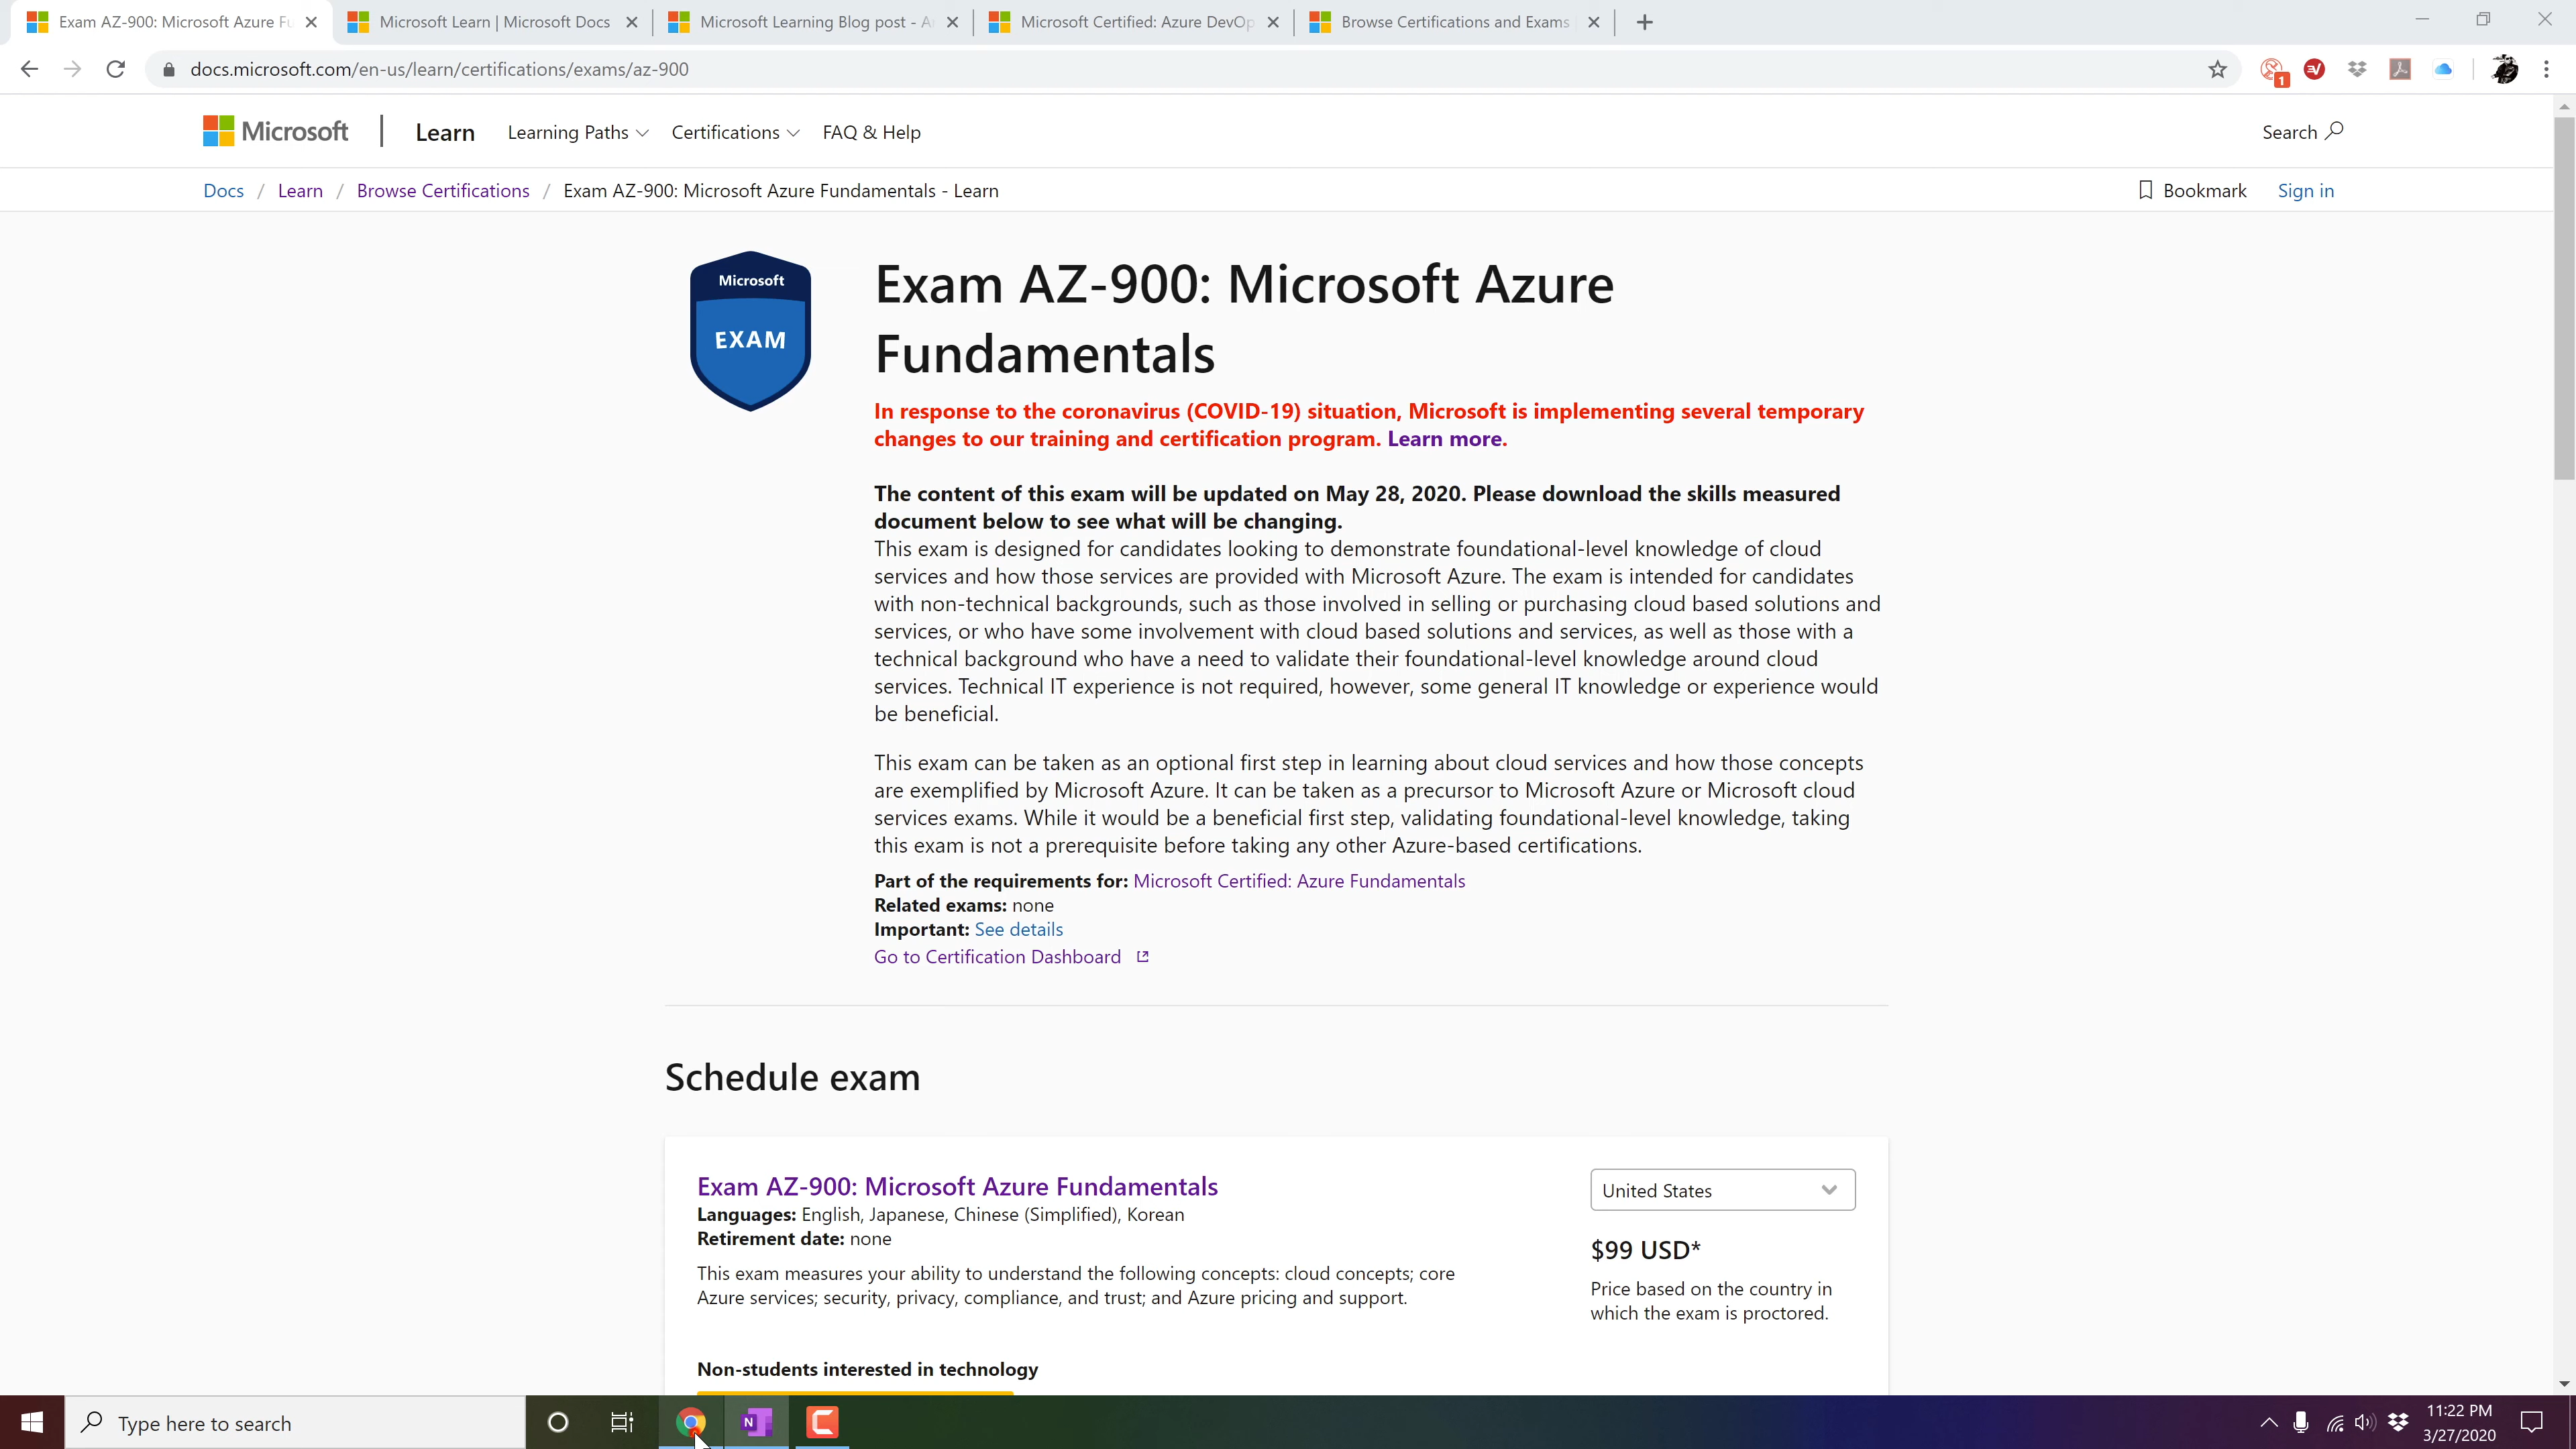 Exam AZ-900: Microsoft Azure Fu
Microsoft Learn | Microsoft Docs
Microsoft Learning Blog post - A
Microsoft Certified: Azure DevOp
Browse Certifications and Exams
docs.microsoft.com/en-us/learn/certifications/exams/az-900
1
Microsoft
Learn
Learning Paths
Certifications
FAQ & Help
Search
Docs / Learn / Browse Certifications / Exam AZ-900: Microsoft Azure Fundamentals - Learn
Bookmark
Sign in
Microsoft
EXAM
Exam AZ-900: Microsoft Azure
Fundamentals
In response to the coronavirus (COVID-19) situation, Microsoft is implementing several temporary
changes to our training and certification program. Learn more.
The content of this exam will be updated on May 28, 2020. Please download the skills measured
document below to see what will be changing.
This exam is designed for candidates looking to demonstrate foundational-level knowledge of cloud
services and how those services are provided with Microsoft Azure. The exam is intended for candidates
with non-technical backgrounds, such as those involved in selling or purchasing cloud based solutions and
services, or who have some involvement with cloud based solutions and services, as well as those with a
technical background who have a need to validate their foundational-level knowledge around cloud
services. Technical IT experience is not required, however, some general IT knowledge or experience would
be beneficial.
This exam can be taken as an optional first step in learning about cloud services and how those concepts
are exemplified by Microsoft Azure. It can be taken as a precursor to Microsoft Azure or Microsoft cloud
services exams. While it would be a beneficial first step, validating foundational-level knowledge, taking
this exam is not a prerequisite before taking any other Azure-based certifications.
Part of the requirements for: Microsoft Certified: Azure Fundamentals
Related exams: none
Important: See details
Go to Certification Dashboard
Schedule exam
Exam AZ-900: Microsoft Azure Fundamentals
Languages: English, Japanese, Chinese (Simplified), Korean
Retirement date: none
This exam measures your ability to understand the following concepts: cloud concepts; core
Azure services; security, privacy, compliance, and trust; and Azure pricing and support.
Non-students interested in technology
United States
$99 USD*
Price based on the country in
which the exam is proctored.
Type here to search
N
11:22 PM
3/27/2020